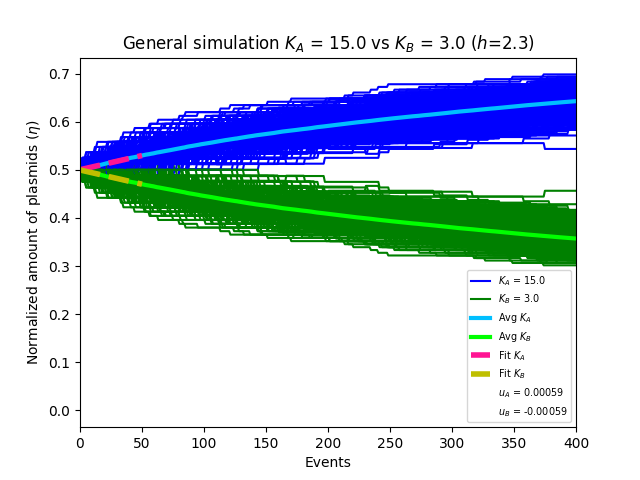 General simulation K_A = 15.0 vs K_B = 3.0 (h=2.3)
Normalized amount of plasmids (η)
0.7
0.6
0.5
0.4
0.3
0.2
0.1
0.0
K_A = 15.0
K_B = 3.0
Avg K_A
Avg K_B
Fit K_A
Fit K_B
u_A = 0.00059
u_B = -0.00059
0 50 100 150 200 250 300 350 400
Events